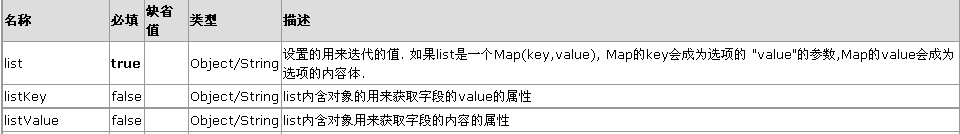 名称 必填 缺省值 类型 描述
list true Object/String 设置的用来迭代的值. 如果list是一个Map(key,value), Map的key会成为选项的 "value"的参数,Map的value会成为选项的内容体.
listKey false Object/String list内含对象的用来获取字段的value的属性
listValue false Object/String list内含对象用来获取字段的内容的属性